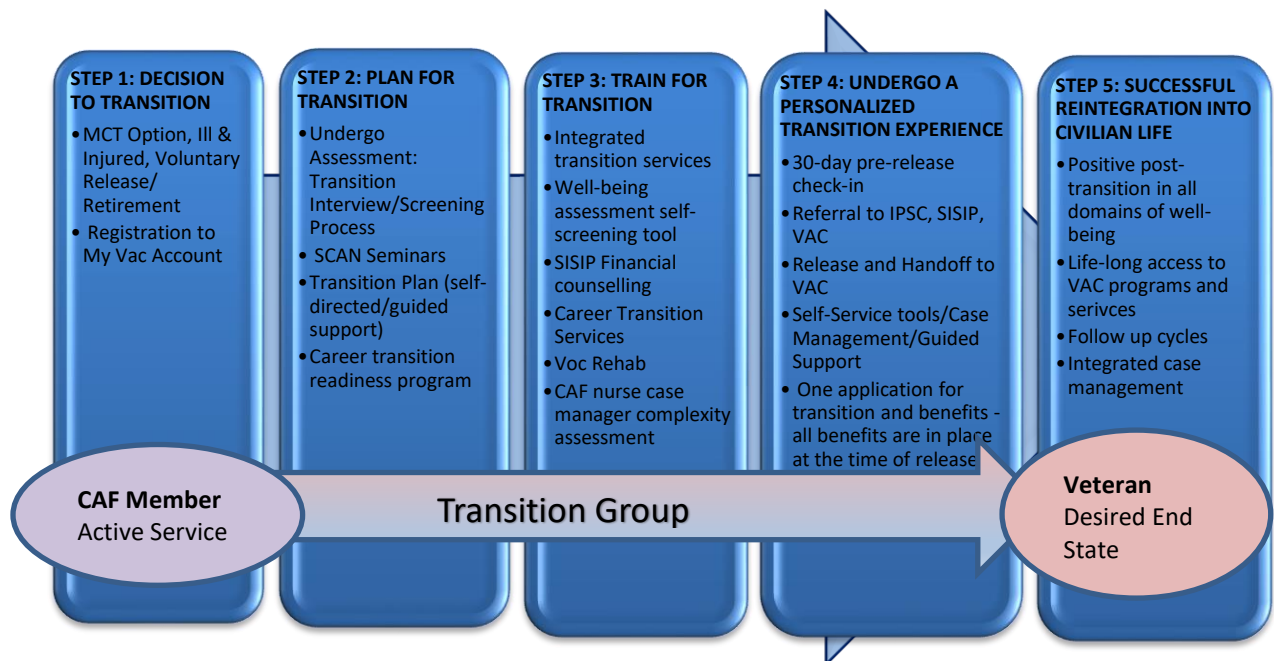 STEP 1: DECISION
TO TRANSITION
•MCT Option, Ill &
Injured, Voluntary
Release/
Retirement
• Registration to
My Vac Account
STEP 2: PLAN FOR
TRANSITION
•Undergo
Assessment:
Transition
Interview/Screening
Process
• SCAN Seminars
•Transition Plan (self-
directed/guided
support)
•Career transition
readiness program
STEP 3: TRAIN FOR
TRANSITION
•Integrated
transition services
•Well-being
assessment self-
screening tool
•SISIP Financial
counselling
•Career Transition
Services
•Voc Rehab
•CAF nurse case
manager complexity
assessment
STEP 4: UNDERGO A
PERSONALIZED
TRANSITION EXPERIENCE
•30-day pre-release
check-in
•Referral to IPSC, SISIP,
VAC
•Release and Handoff to
VAC
•Self-Service tools/Case
Management/Guided
Support
• One application for
transition and benefits -
all benefits are in place
at the time of release
STEP 5: SUCCESSFUL
REINTEGRATION INTO
CIVILIAN LIFE
•Positive post-
transition in all
domains of well-
being
•Life-long access to
VAC programs and
serivces
•Follow up cycles
•Integrated case
management
CAF Member
Active Service
Transition Group
Veteran
Desired End
State